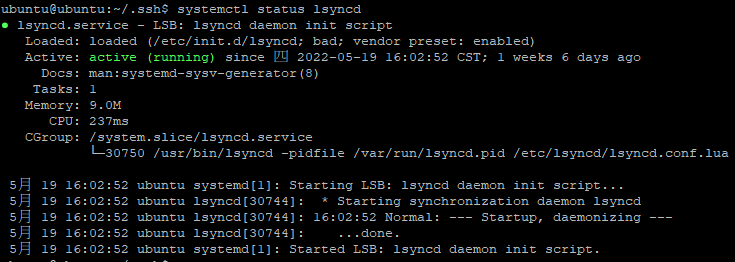 ubuntu@ubuntu:~/.ssh$ systemctl status lsyncd
● lsyncd.service - LSB: lsyncd daemon init script
Loaded: loaded (/etc/init.d/lsyncd; bad; vendor preset: enabled)
Active: active (running) since 四 2022-05-19 16:02:52 CST; 1 weeks 6 days ago
Docs: man:systemd-sysv-generator(8)
Tasks: 1
Memory: 9.0M
CPU: 237ms
CGroup: /system.slice/lsyncd.service
└─30750 /usr/bin/lsyncd -pidfile /var/run/lsyncd.pid /etc/lsyncd/lsyncd.conf.lua
5月 19 16:02:52 ubuntu systemd[1]: Starting LSB: lsyncd daemon init script...
5月 19 16:02:52 ubuntu lsyncd[30744]:  * Starting synchronization daemon lsyncd
5月 19 16:02:52 ubuntu lsyncd[30744]: 16:02:52 Normal: --- Startup, daemonizing ---
5月 19 16:02:52 ubuntu lsyncd[30744]:    ...done.
5月 19 16:02:52 ubuntu systemd[1]: Started LSB: lsyncd daemon init script.